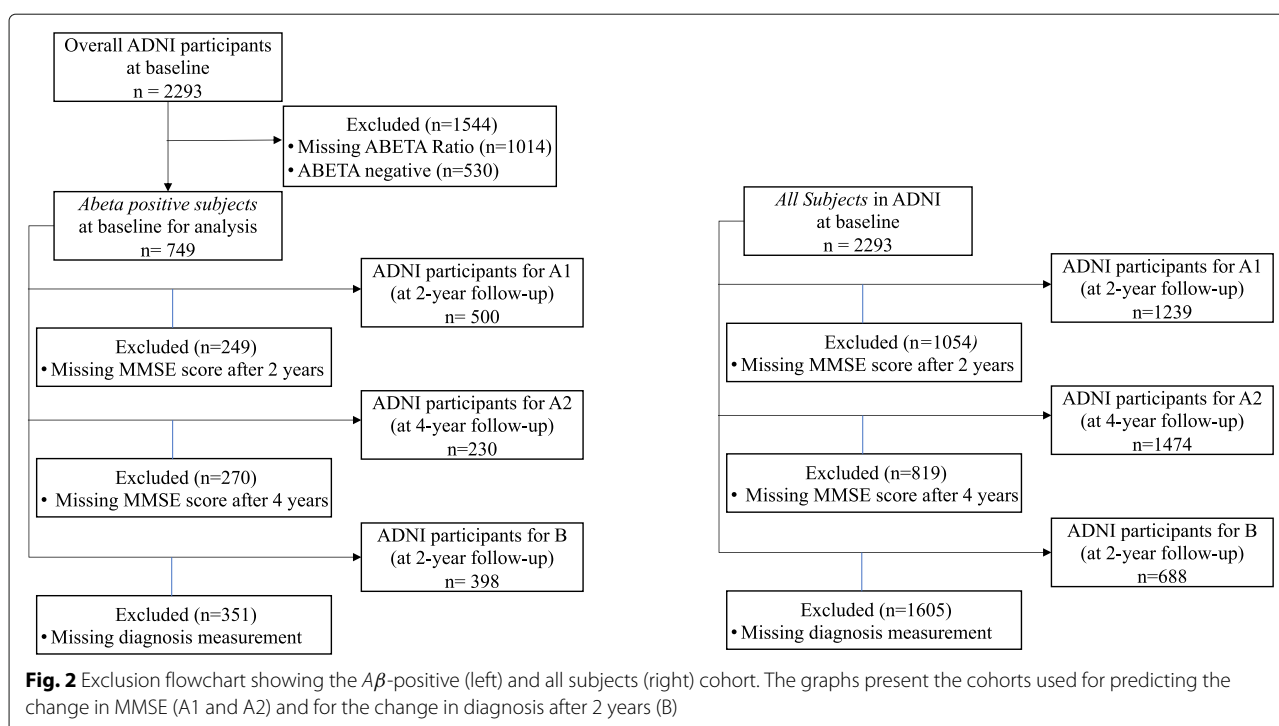 Overall ADNI participants
at baseline
n = 2293
Excluded (n=1544)
• Missing ABETA Ratio (n=1014)
• ABETA negative (n=530)
Abeta positive subjects
at baseline for analysis
n= 749
ADNI participants for A1
(at 2-year follow-up)
n= 500
Excluded (n=249)
• Missing MMSE score after 2 years
ADNI participants for A2
(at 4-year follow-up)
n=230
Excluded (n=270)
• Missing MMSE score after 4 years
ADNI participants for B
(at 2-year follow-up)
n= 398
Excluded (n=351)
• Missing diagnosis measurement
All Subjects in ADNI
at baseline
n = 2293
ADNI participants for A1
(at 2-year follow-up)
n=1239
Excluded (n=1054)
• Missing MMSE score after 2 years
ADNI participants for A2
(at 4-year follow-up)
n=1474
Excluded (n=819)
• Missing MMSE score after 4 years
ADNI participants for B
(at 2-year follow-up)
n=688
Excluded (n=1605)
• Missing diagnosis measurement
Fig. 2 Exclusion flowchart showing the Aβ-positive (left) and all subjects (right) cohort. The graphs present the cohorts used for predicting the
change in MMSE (A1 and A2) and for the change in diagnosis after 2 years (B)